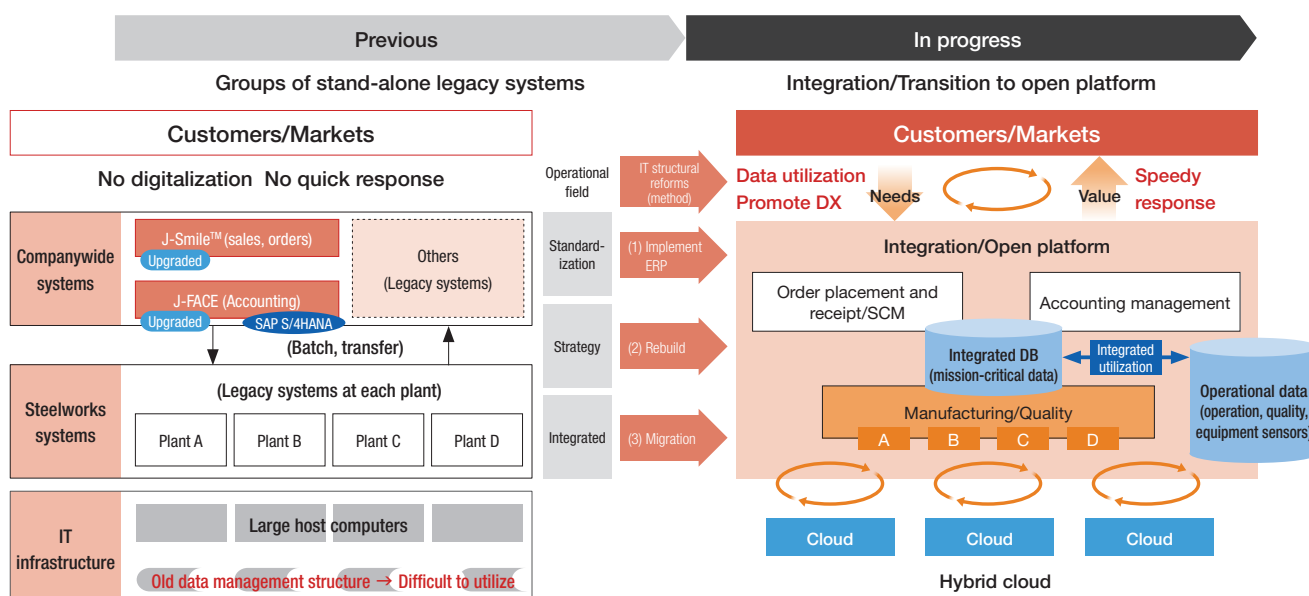 Previous
In progress
Groups of stand-alone legacy systems
Integration/Transition to open platform
Customers/Markets
No digitalization No quick response
Companywide
systems
J-Smile™ (sales, orders)
Upgraded
J-FACE (Accounting)
Upgraded
SAP S/4HANA
Others
(Legacy systems)
(Batch, transfer)
Steelworks
systems
(Legacy systems at each plant)
Plant A
Plant B
Plant C
Plant D
IT
infrastructure
Large host computers
Old data management structure → Difficult to utilize
Operational
field
IT structural
reforms
(method)
Standard-
ization
(1) Implement
ERP
Strategy
(2) Rebuild
Integrated
(3) Migration
Customers/Markets
Data utilization
Promote DX
Needs
Value
Speedy
response
Integration/Open platform
Order placement and
receipt/SCM
Accounting management
Integrated DB
(mission-critical data)
Integrated
utilization
Operational data
(operation, quality,
equipment sensors)
Manufacturing/Quality
A
B
C
D
Cloud
Cloud
Cloud
Hybrid cloud